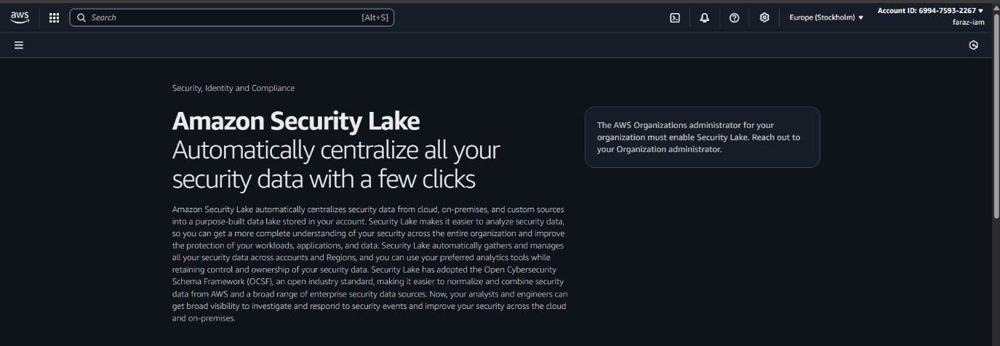 aws
Search
[Alt+S]
Europe (Stockholm)
Account ID: 6994-7593-2267
faraz-iam
Security, Identity and Compliance
Amazon Security Lake
Automatically centralize all your
security data with a few clicks
The AWS Organizations administrator for your
organization must enable Security Lake. Reach out to
your Organization administrator.
Amazon Security Lake automatically centralizes security data from cloud, on-premises, and custom sources
into a purpose-built data lake stored in your account. Security Lake makes it easier to analyze security data,
so you can get a more complete understanding of your security across the entire organization and improve
the protection of your workloads, applications, and data. Security Lake automatically gathers and manages
all your security data across accounts and Regions, and you can use your preferred analytics tools while
retaining control and ownership of your security data. Security Lake has adopted the Open Cybersecurity
Schema Framework (OCSF), an open industry standard, making it easier to normalize and combine security
data from AWS and a broad range of enterprise security data sources. Now, your analysts and engineers can
get broad visibility to investigate and respond to security events and improve your security across the cloud
and on-premises.